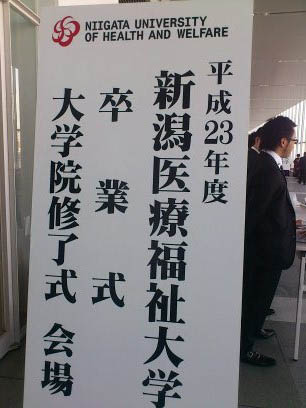 NIIGATA UNIVERSITY
OF HEALTH AND WELFARE
平成23年度
新潟医療福祉大学
卒業式
大学院修了式 会場